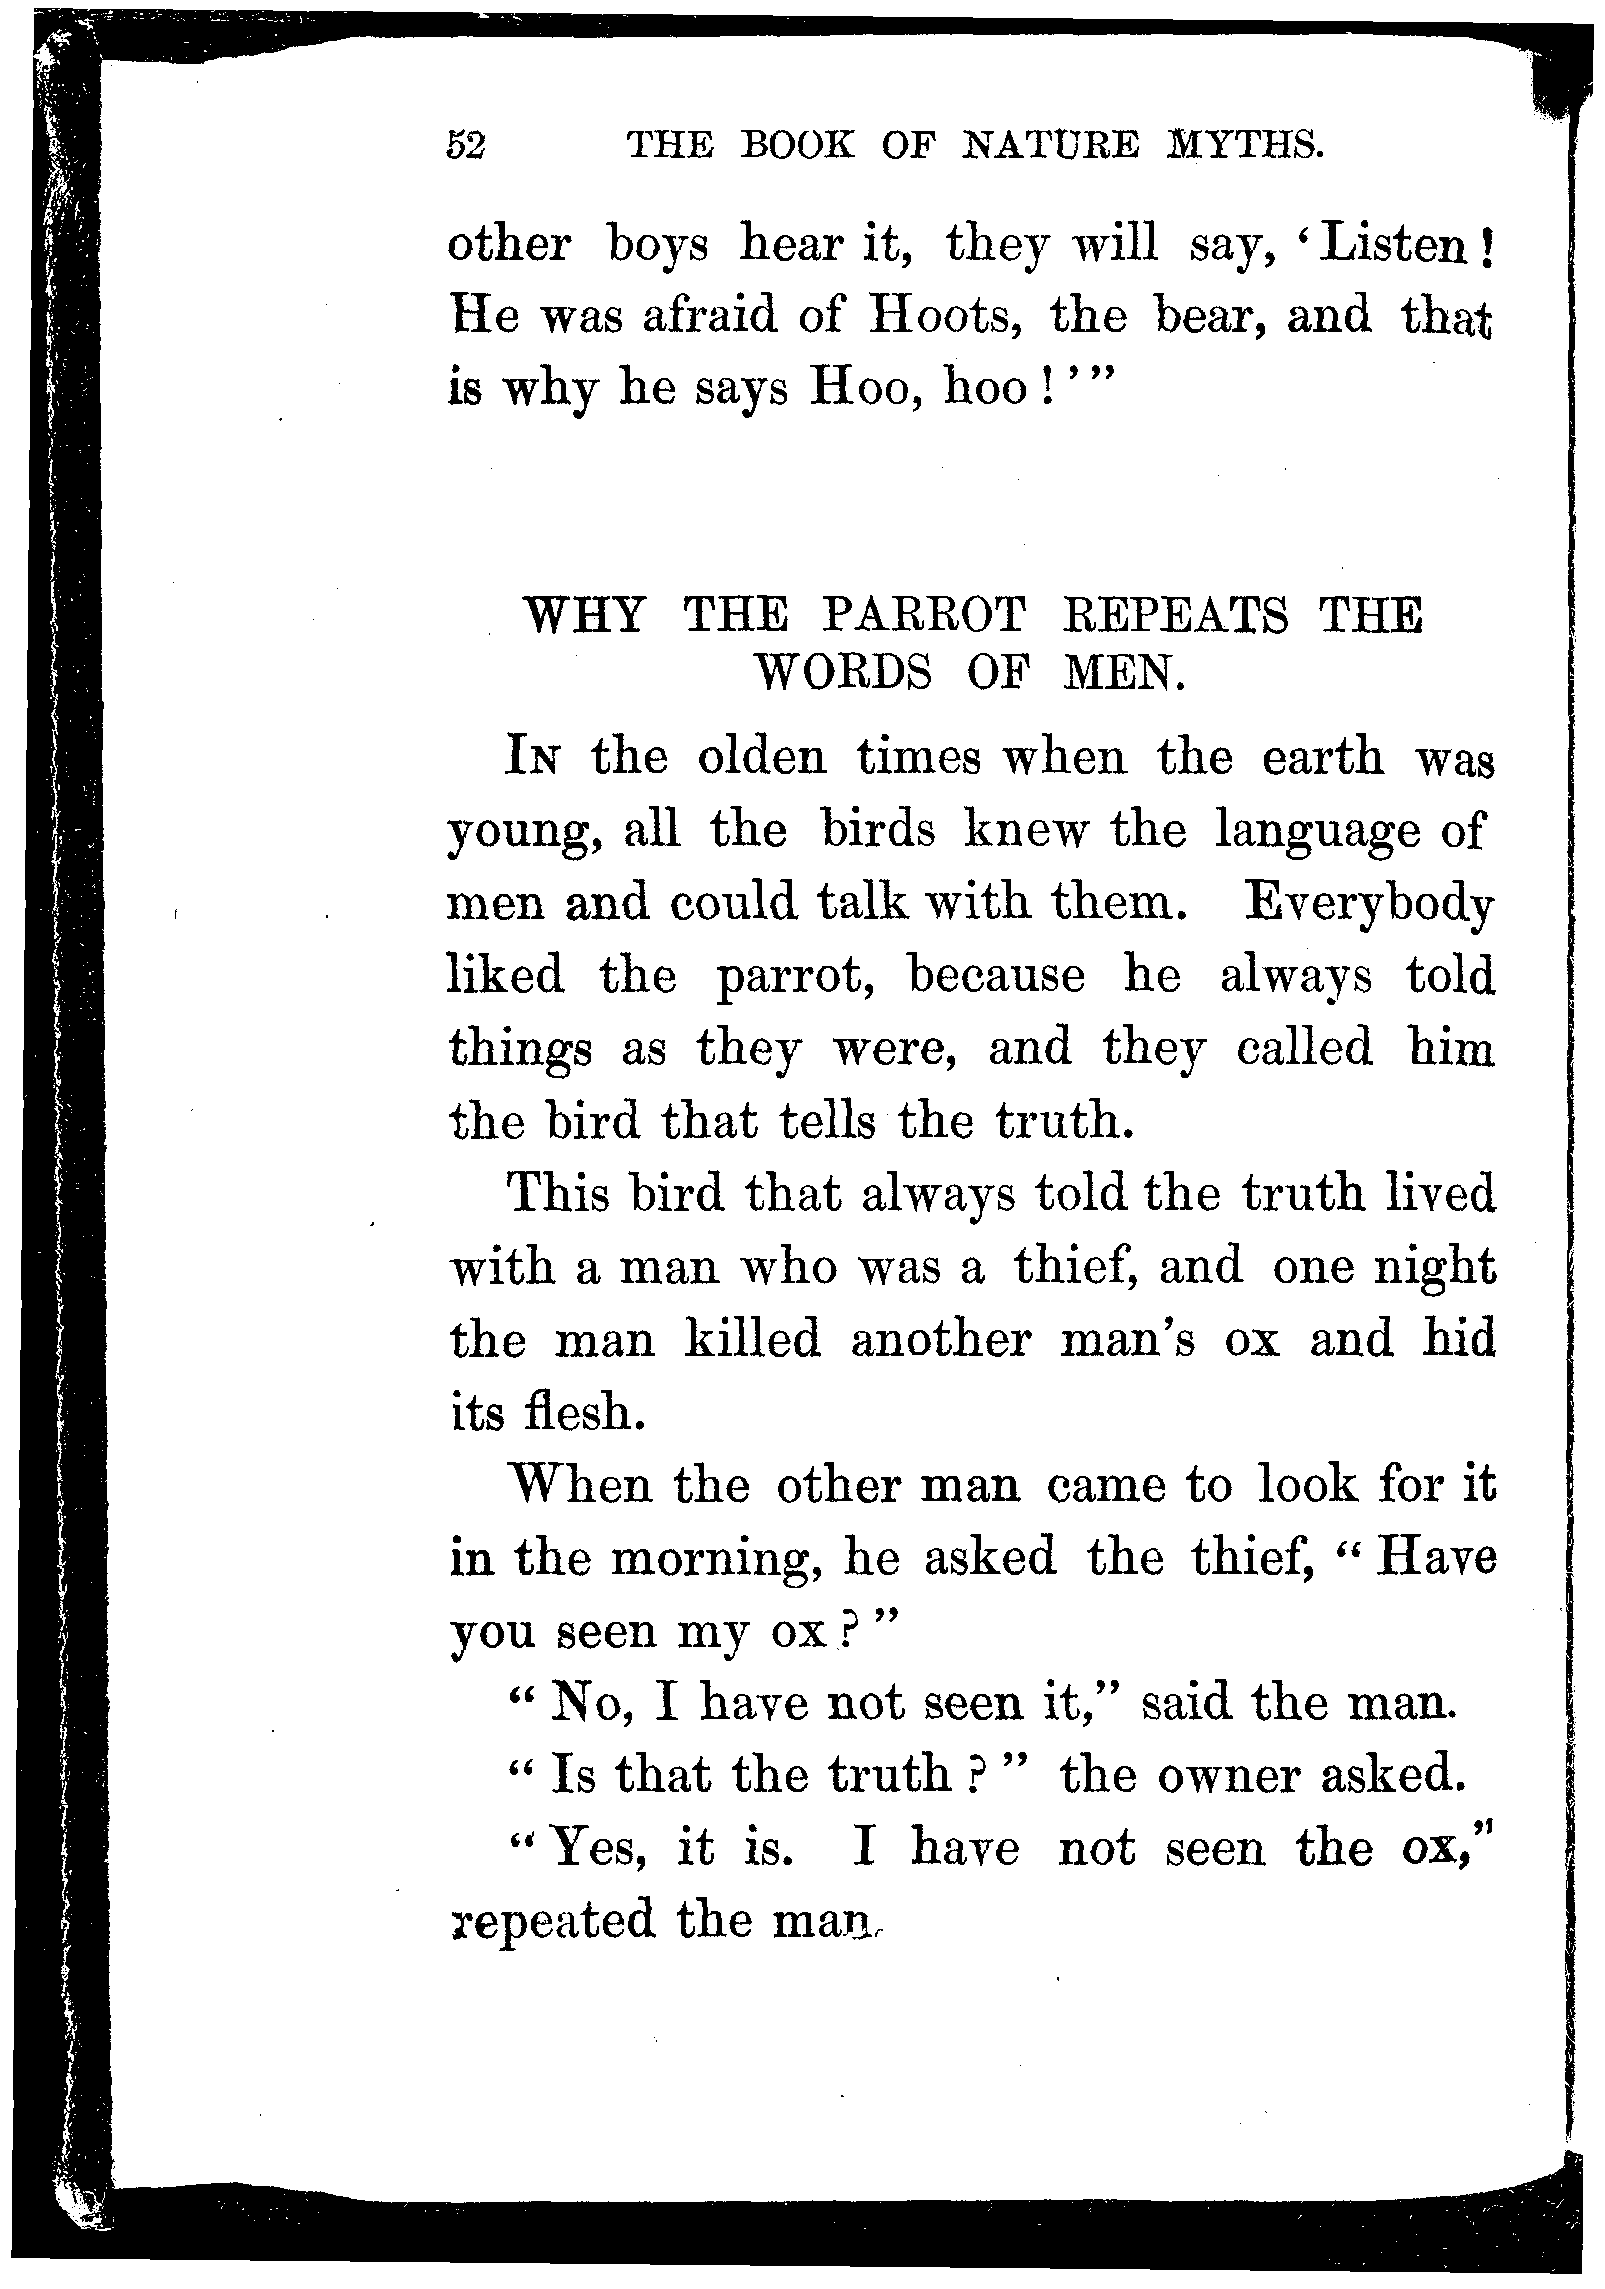 52 THE BOOK OF NATURE MYTHS.
other boys hear it, they will say, ‘Listen!
He was afraid of Hoots, the bear, and that
is why he says Hoo, hoo!’”
WHY THE PARROT REPEATS THE
WORDS OF MEN.
IN the olden times when the earth was
young, all the birds knew the language of
men and could talk with them. Everybody
liked the parrot, because he always told
things as they were, and they called him
the bird that tells the truth.
This bird that always told the truth lived
with a man who was a thief, and one night
the man killed another man's ox and hid
its flesh.
When the other man came to look for it
in the morning, he asked the thief, “Have
you seen my ox?”
“No, I have not seen it,” said the man.
“Is that the truth?” the owner asked.
“Yes, it is. I have not seen the ox,”
repeated the man.